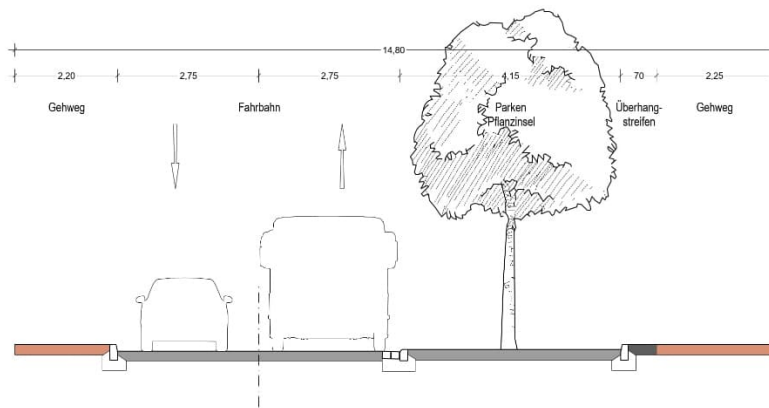 14,80
2,20 2,75 2,75 ,15 70 2,25
Gehweg Fahrbahn Parken Überhang- Gehweg
Pflanzinsel streifen